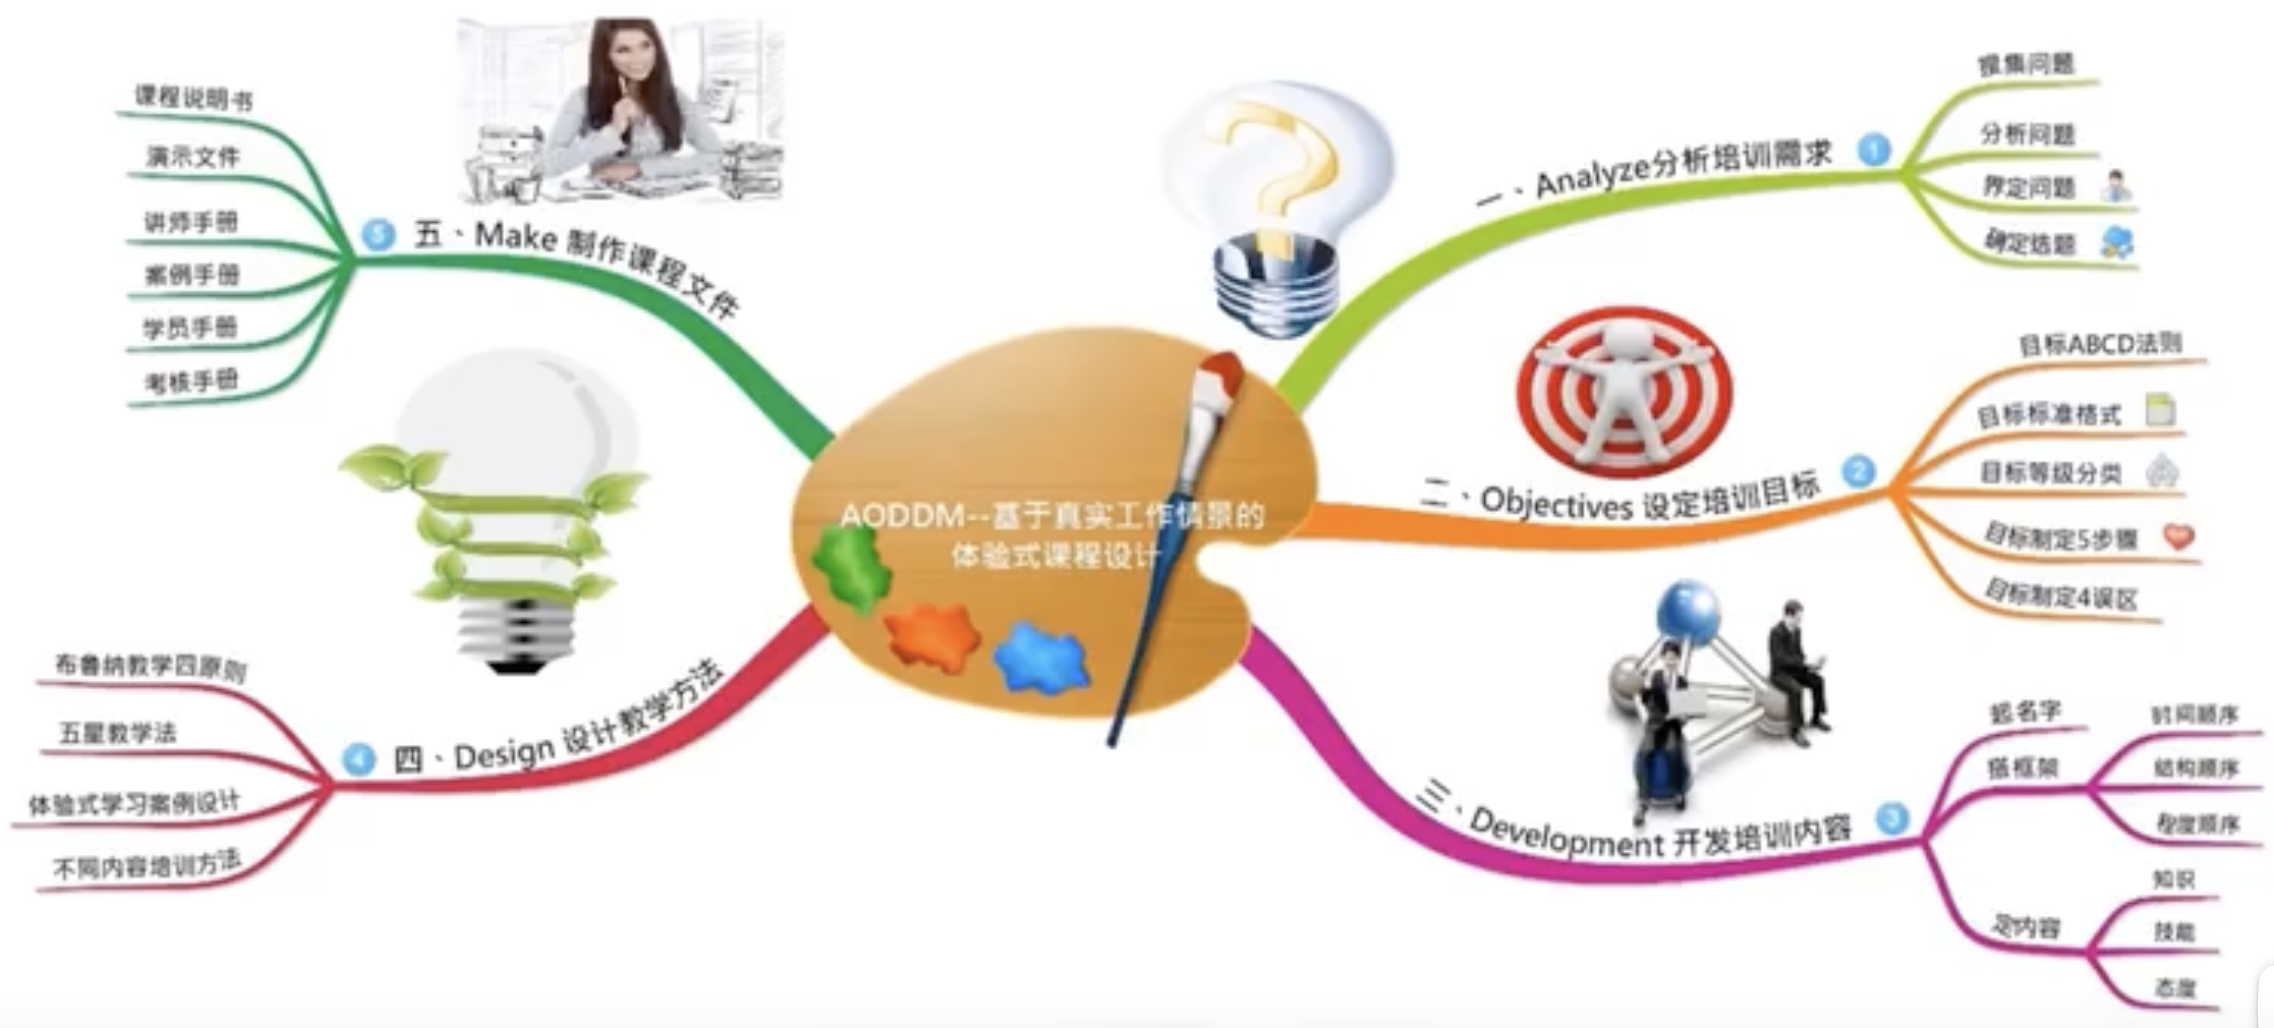 AODDM--基于真实工作情景的
体验式课程设计
1
一、Analyze分析培训需求
搜集问题
分析问题
界定问题
确定选题
2
二、Objectives 设定培训目标
目标ABCD法则
目标标准格式
目标等级分类
目标制定5步骤
目标制定4误区
3
三、Development 开发培训内容
起名字
搭框架
时间顺序
结构顺序
程度顺序
定内容
知识
技能
态度
4
四、Design 设计教学方法
布鲁纳教学四原则
五星教学法
体验式学习案例设计
不同内容培训方法
5
五、Make 制作课程文件
课程说明书
演示文件
讲师手册
案例手册
学员手册
考核手册